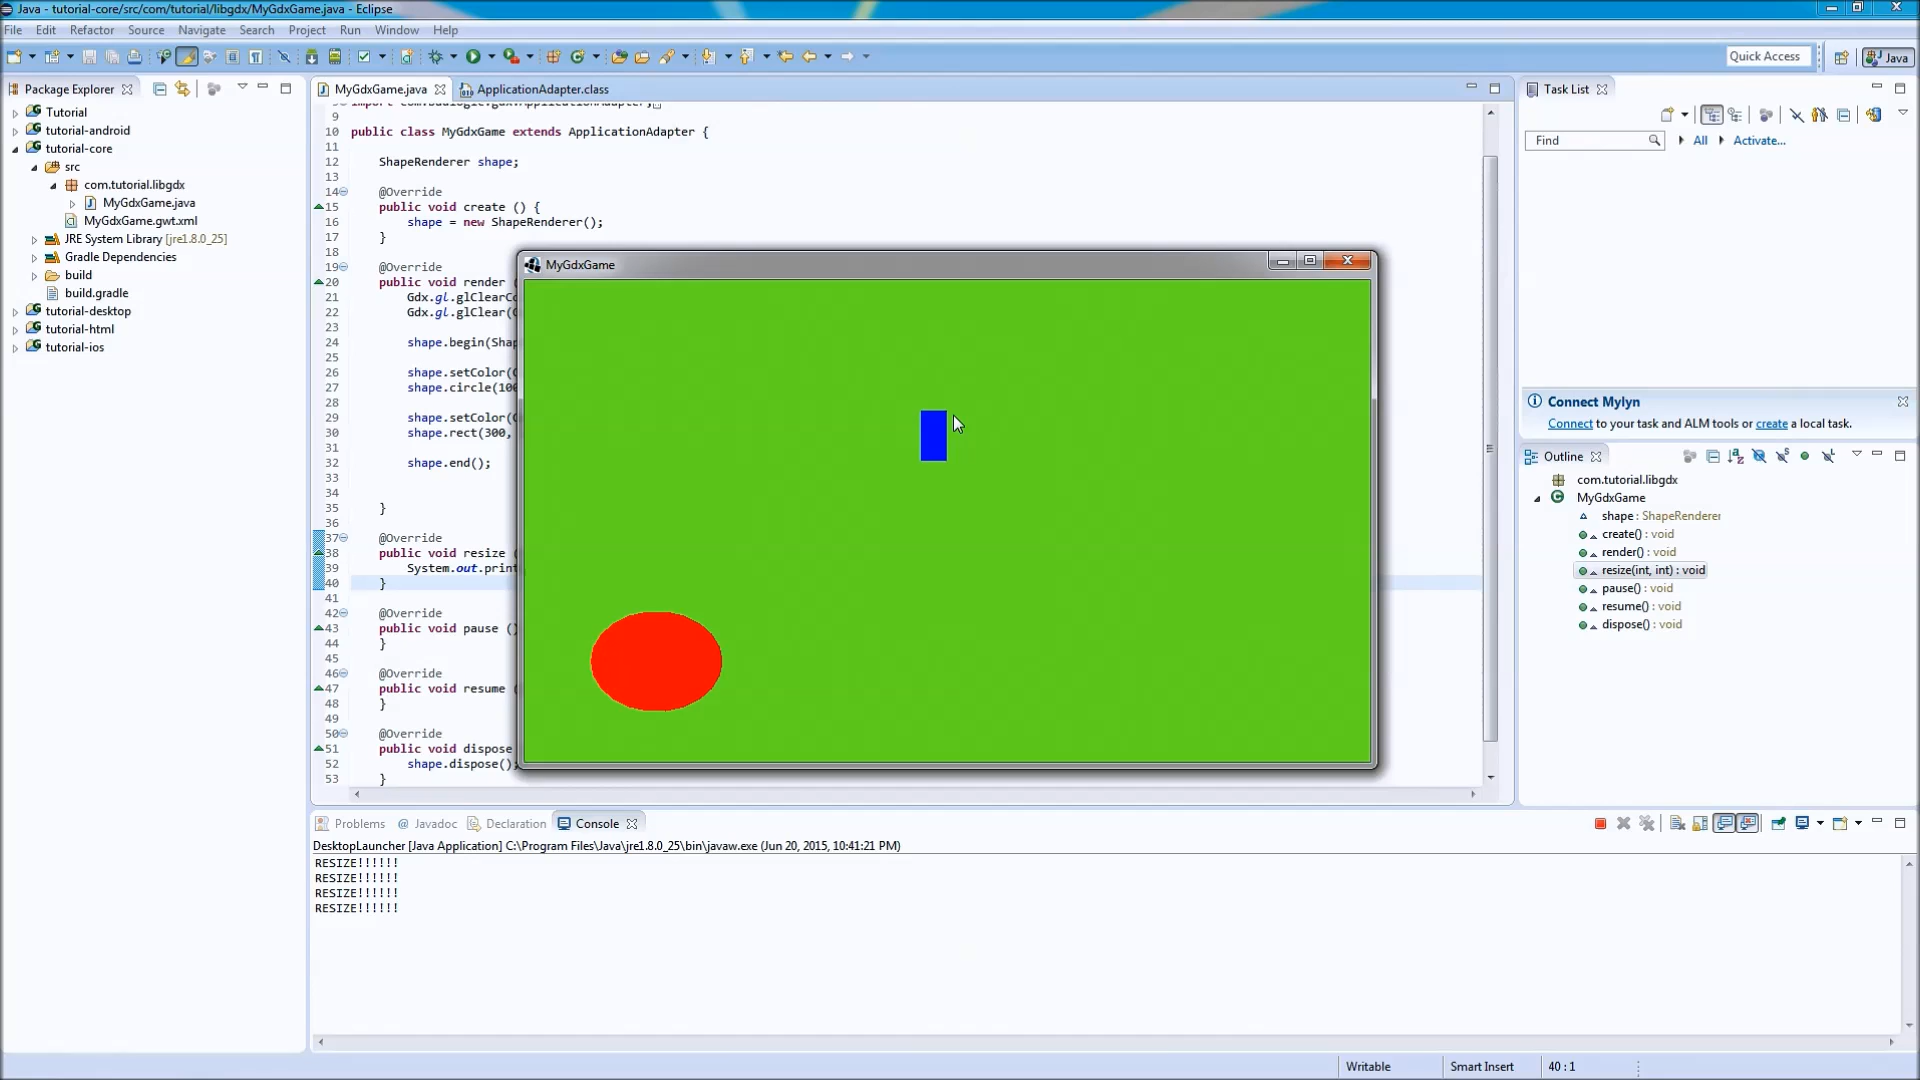 Java - tutorial-core/src/com/tutorial/libgdx/MyGdxGame.java - Eclipse
File Edit Refactor Source Navigate Search Project Run Window Help
Quick Access
Java
Package Explorer
Tutorial
tutorial-android
tutorial-core
src
com.tutorial.libgdx
MyGdxGame.java
MyGdxGame.gwt.xml
JRE System Library [jre1.8.0_25]
Gradle Dependencies
build
build.gradle
tutorial-desktop
tutorial-html
tutorial-ios
MyGdxGame.java
ApplicationAdapter.class
9
10 public class MyGdxGame extends ApplicationAdapter {
11
12 ShapeRenderer shape;
13
14 @Override
15 public void create () {
16 shape = new ShapeRenderer();
17 }
18
19 @Override
20 public void render (
21 Gdx.gl.glClearCo
22 Gdx.gl.glClear(
23
24 shape.begin(Shap
25
26 shape.setColor(
27 shape.circle(100
28
29 shape.setColor(
30 shape.rect(300,
31
32 shape.end();
33
34
35 }
36
37 @Override
38 public void resize (
39 System.out.print
40 }
41
42 @Override
43 public void pause ()
44 }
45
46 @Override
47 public void resume (
48 }
49
50 @Override
51 public void dispose
52 shape.dispose();
53 }
MyGdxGame
Task List
Find
All
Activate...
Connect Mylyn
Connect to your task and ALM tools or create a local task.
Outline
com.tutorial.libgdx
MyGdxGame
shape : ShapeRenderer
create() : void
render() : void
resize(int, int) : void
pause() : void
resume() : void
dispose() : void
Problems
@ Javadoc
Declaration
Console
DesktopLauncher [Java Application] C:\Program Files\Java\jre1.8.0_25\bin\javaw.exe (Jun 20, 2015, 10:41:21 PM)
RESIZE!!!!!!
RESIZE!!!!!!
RESIZE!!!!!!
RESIZE!!!!!!
Writable
Smart Insert
40 : 1